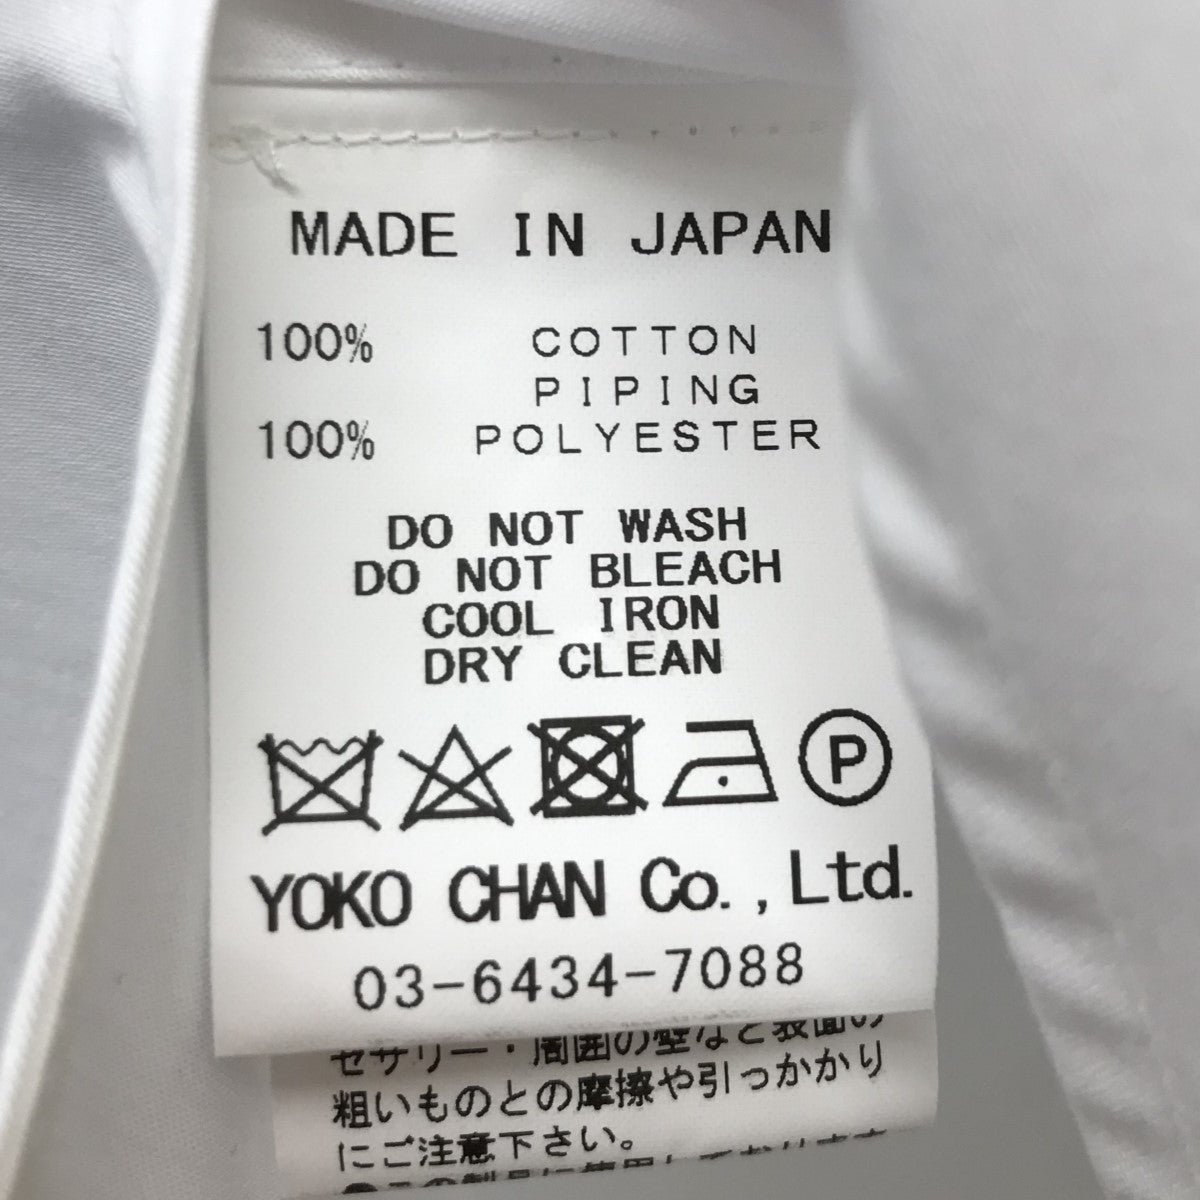 MADE IN JAPAN
100% COTTON
PIPING
100% POLYESTER
DO NOT WASH
DO NOT BLEACH
COOL IRON
DRY CLEAN
P
YOKO CHAN Co., Ltd.
03-6434-7088
セサリー・周囲の壁など表面の
粗いものとの摩擦や引っかかり
にご注意下さい。